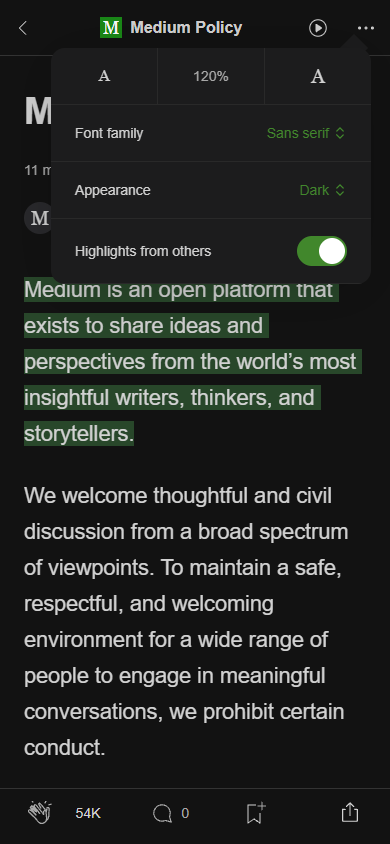 M Medium Policy
A 120% A
M
Font family Sans serif
11 m
Appearance Dark
M
Highlights from others
Medium is an open platform that
exists to share ideas and
perspectives from the world’s most
insightful writers, thinkers, and
storytellers.
We welcome thoughtful and civil
discussion from a broad spectrum
of viewpoints. To maintain a safe,
respectful, and welcoming
environment for a wide range of
people to engage in meaningful
conversations, we prohibit certain
conduct.
54K 0